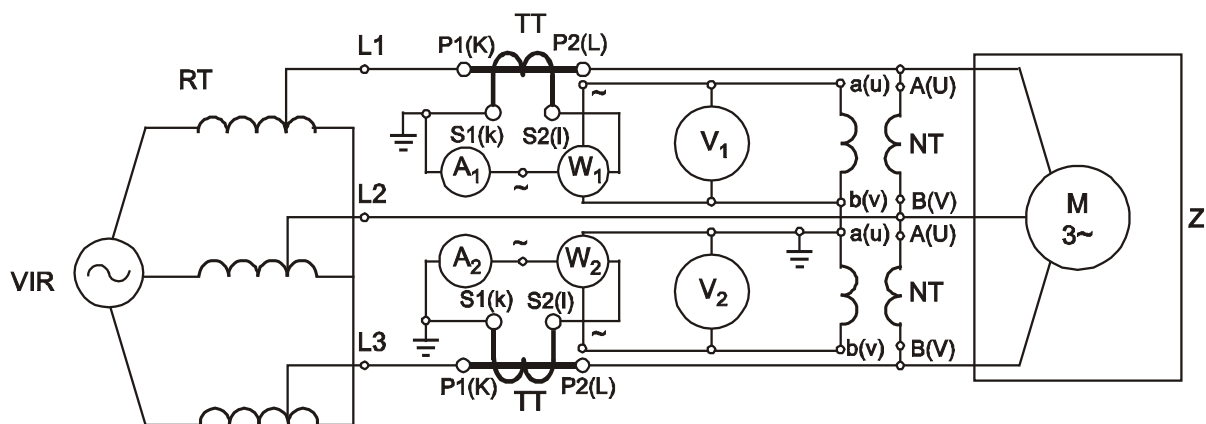 TT
L1
P1(K)
P2(L)
RT
~
a(u)
A(U)
S1(k)
S2(l)
V1
NT
A1
W1
~
L2
b(v)
B(V)
M
3~
Z
VIR
A2
~
W2
a(u)
A(U)
S1(k)
S2(l)
V2
NT
~
L3
b(v)
B(V)
P1(K)
P2(L)
TT